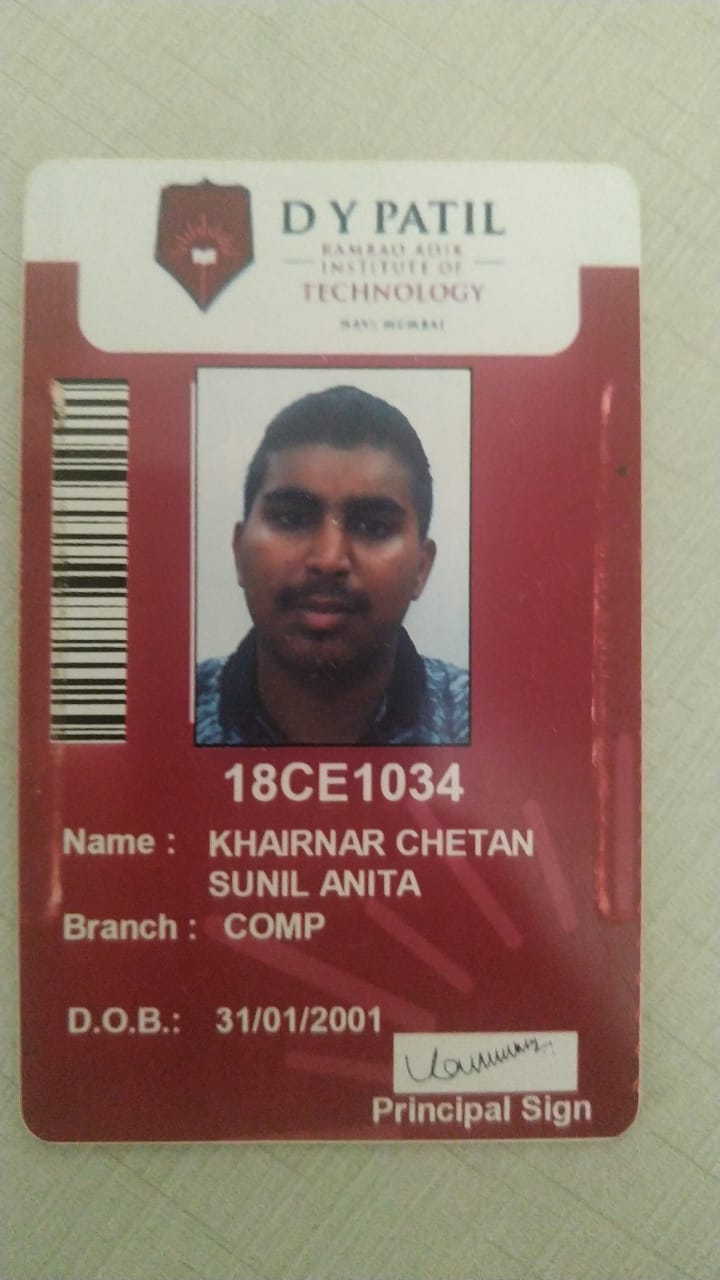 D Y PATIL
RAMRAO ADIK
INSTITUTE OF
TECHNOLOGY
NAVI MUMBAI
18CE1034
Name : KHAIRNAR CHETAN
SUNIL ANITA
Branch : COMP
D.O.B.: 31/01/2001
Principal Sign